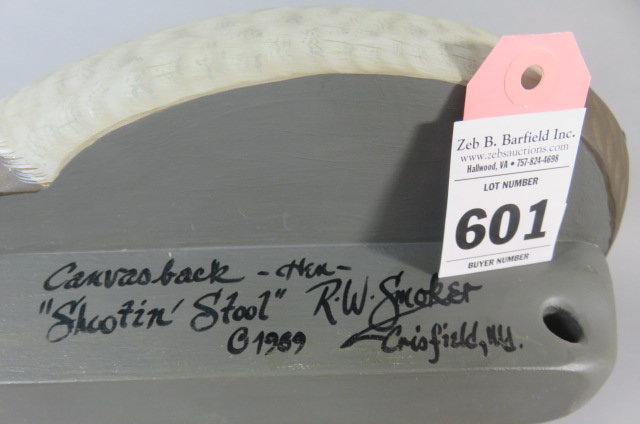 Zeb B. Barfield Inc.
www.zebsauctions.com
Hallwood, VA • 757-824-4698
LOT NUMBER
601
BUYER NUMBER
Canvasback - Hen -
"Shootin' Stool" R.W. Smoker
©1989 Crisfield, Md.